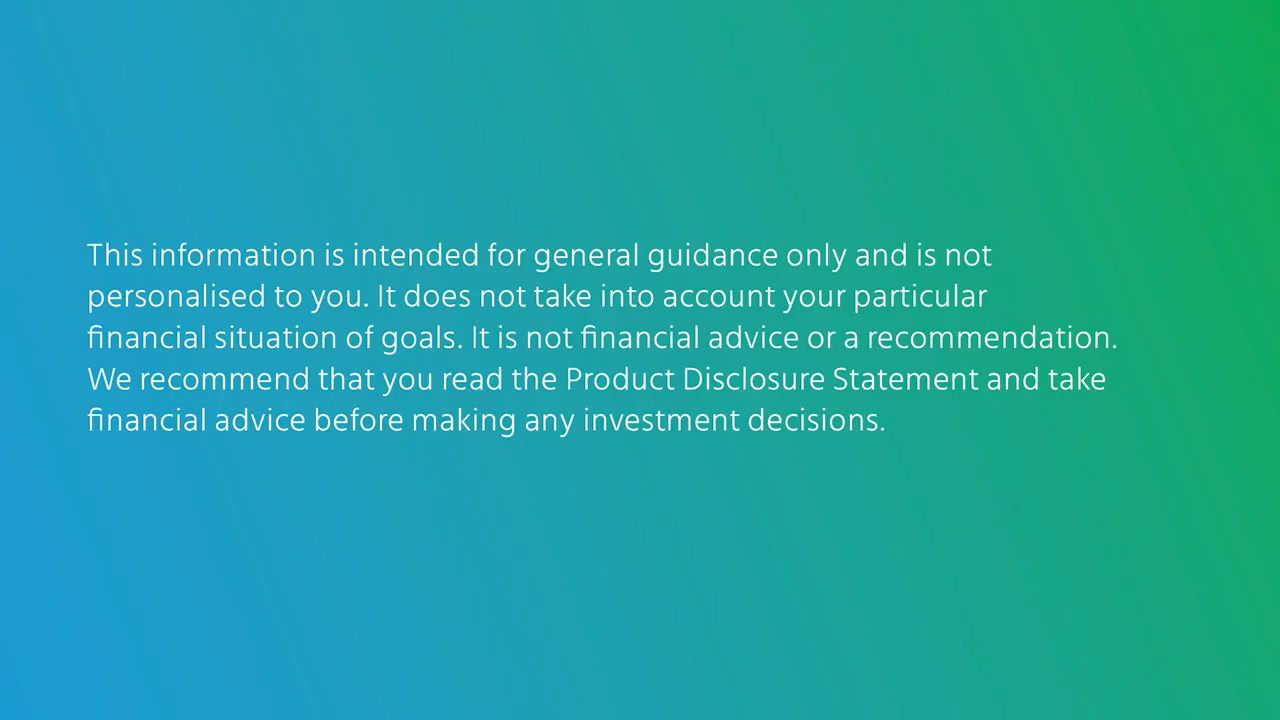 This information is intended for general guidance only and is not
personalised to you. It does not take into account your particular
financial situation of goals. It is not financial advice or a recommendation.
We recommend that you read the Product Disclosure Statement and take
financial advice before making any investment decisions.